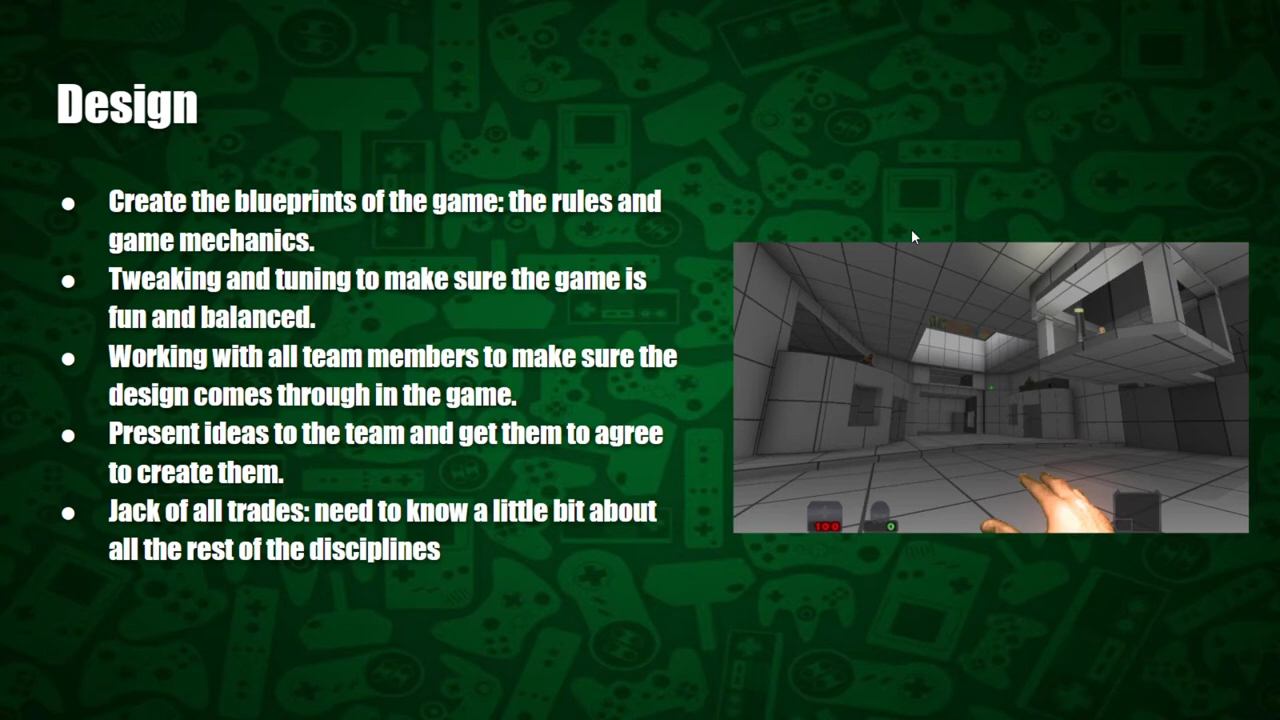 Design
● Create the blueprints of the game: the rules and
game mechanics.
● Tweaking and tuning to make sure the game is
fun and balanced.
● Working with all team members to make sure the
design comes through in the game.
● Present ideas to the team and get them to agree
to create them.
● Jack of all trades: need to know a little bit about
all the rest of the disciplines
100 0